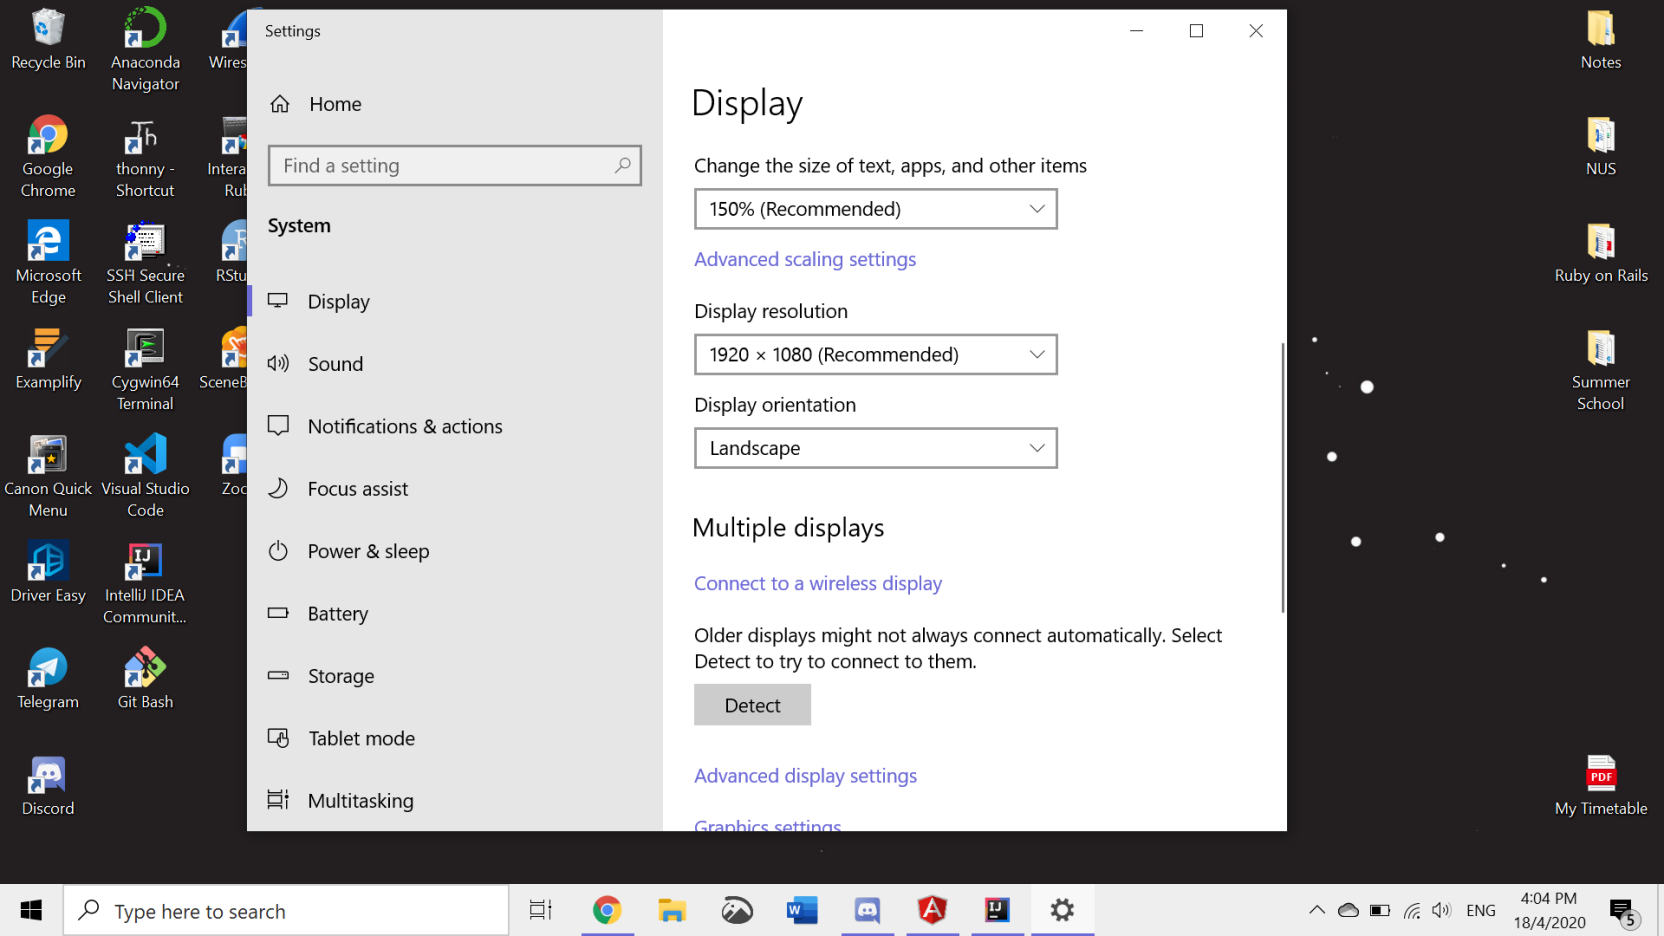 Recycle Bin
Anaconda
Navigator
Wires
Google
Chrome
thonny -
Shortcut
Intera
Rub
Microsoft
Edge
SSH Secure
Shell Client
RStu
Examplify
Cygwin64
Terminal
SceneB
Canon Quick
Menu
Visual Studio
Code
Zoo
Driver Easy
IntelliJ IDEA
Communit...
Telegram
Git Bash
Discord
Settings
Home
Find a setting
System
Display
Sound
Notifications & actions
Focus assist
Power & sleep
Battery
Storage
Tablet mode
Multitasking
Display
Change the size of text, apps, and other items
150% (Recommended)
Advanced scaling settings
Display resolution
1920 × 1080 (Recommended)
Display orientation
Landscape
Multiple displays
Connect to a wireless display
Older displays might not always connect automatically. Select
Detect to try to connect to them.
Detect
Advanced display settings
Graphics settings
Notes
NUS
Ruby on Rails
Summer
School
PDF
My Timetable
Type here to search
ENG
4:04 PM
18/4/2020
5